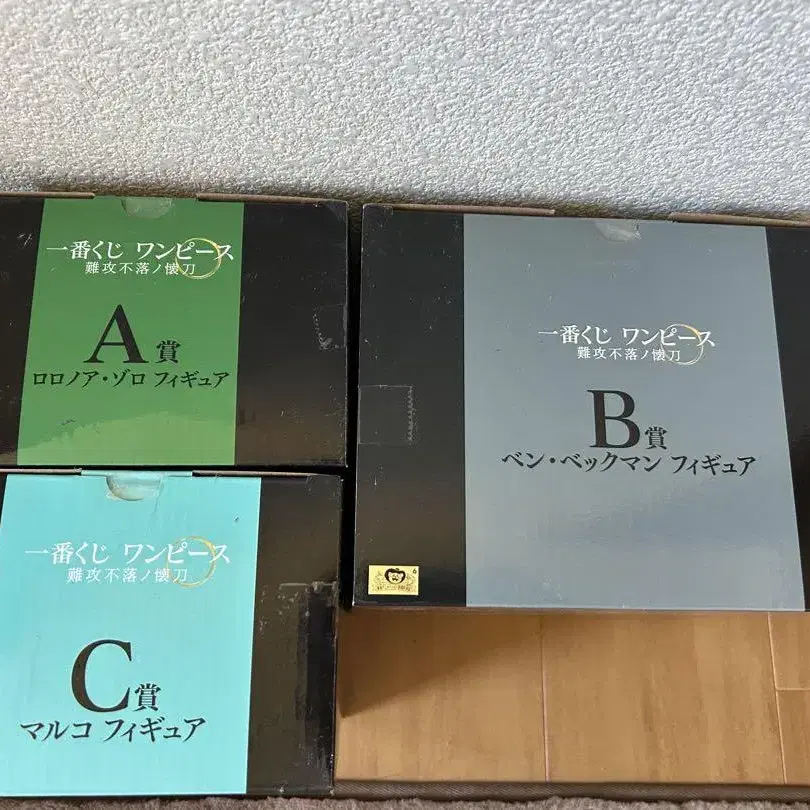 一番くじ ワンピース
難攻不落ノ懐刀
A賞
ロロノア・ゾロ フィギュア
一番くじ ワンピース
難攻不落ノ懐刀
B賞
ベン・ベックマン フィギュア
一番くじ ワンピース
難攻不落ノ懐刀
C賞
マルコ フィギュア